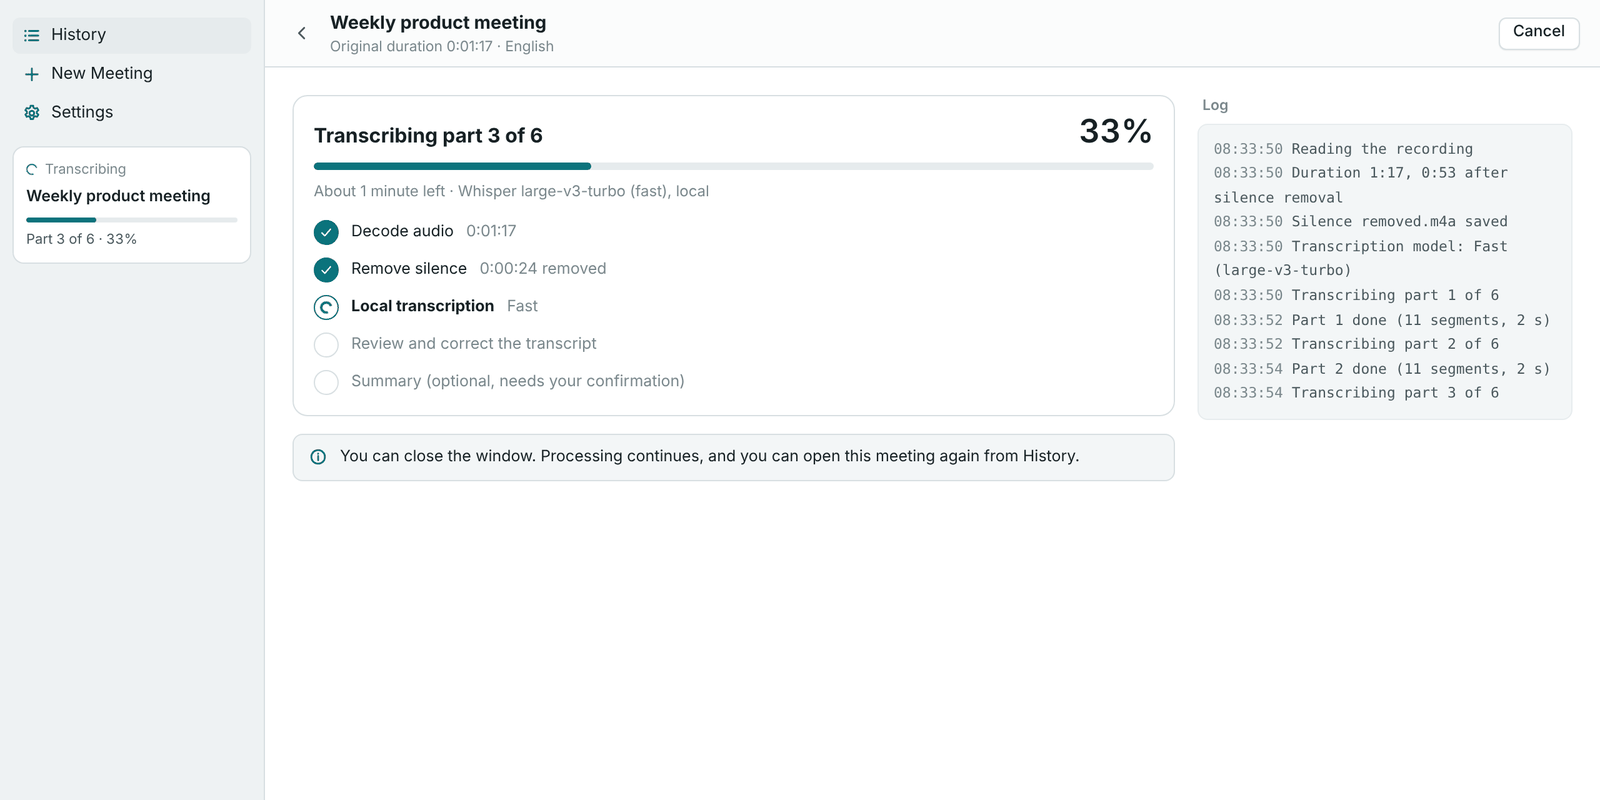 History
New Meeting
Settings
Transcribing
Weekly product meeting
Part 3 of 6 · 33%
Weekly product meeting
Original duration 0:01:17 · English
Cancel
Transcribing part 3 of 6
33%
About 1 minute left · Whisper large-v3-turbo (fast), local
Decode audio 0:01:17
Remove silence 0:00:24 removed
Local transcription Fast
Review and correct the transcript
Summary (optional, needs your confirmation)
You can close the window. Processing continues, and you can open this meeting again from History.
Log
08:33:50 Reading the recording
08:33:50 Duration 1:17, 0:53 after
silence removal
08:33:50 Silence removed.m4a saved
08:33:50 Transcription model: Fast
(large-v3-turbo)
08:33:50 Transcribing part 1 of 6
08:33:52 Part 1 done (11 segments, 2 s)
08:33:52 Transcribing part 2 of 6
08:33:54 Part 2 done (11 segments, 2 s)
08:33:54 Transcribing part 3 of 6